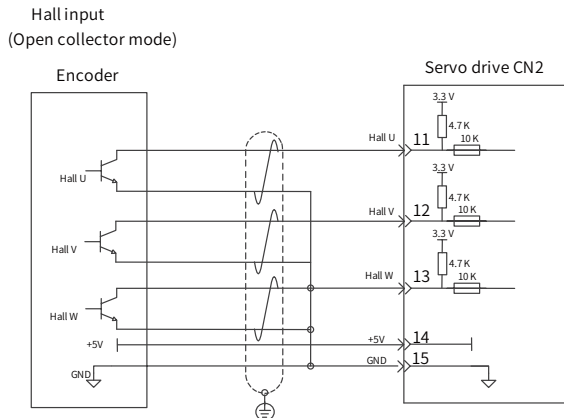 Hall input
(Open collector mode)
Encoder
Servo drive CN2
3.3 V
4.7 K
Hall U
11
10 K
Hall U
3.3 V
4.7 K
Hall V
12
10 K
Hall V
3.3 V
4.7 K
Hall W
13
10 K
Hall W
+5V
+5V
14
GND
GND
15